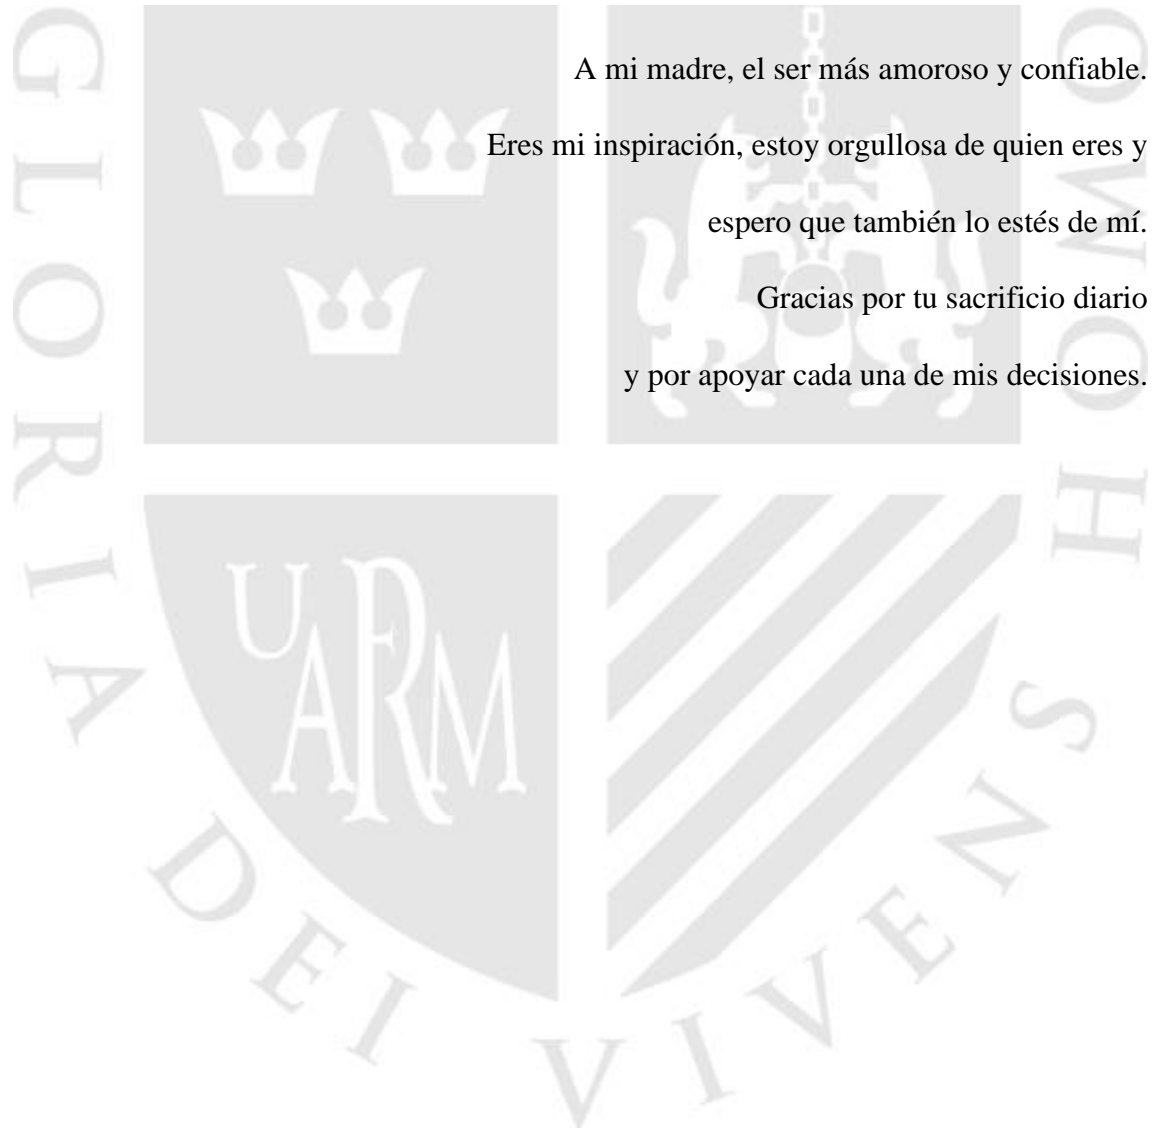 A mi madre, el ser más amoroso y confiable.
Eres mi inspiración, estoy orgullosa de quien eres y
espero que también lo estés de mí.
Gracias por tu sacrificio diario
y por apoyar cada una de mis decisiones.
GLORIA DEI VIVENS HOMO
UARM